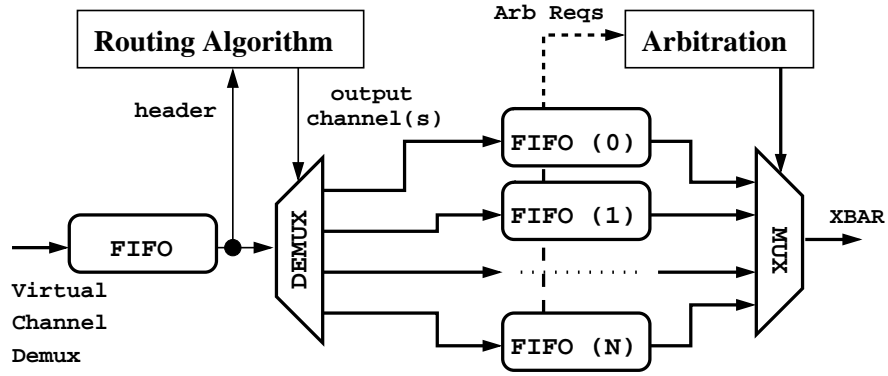 Arb Reqs
Routing Algorithm
Arbitration
header
output
channel(s)
FIFO (0)
FIFO
DEMUX
FIFO (1)
MUX
XBAR
Virtual
Channel
Demux
FIFO (N)